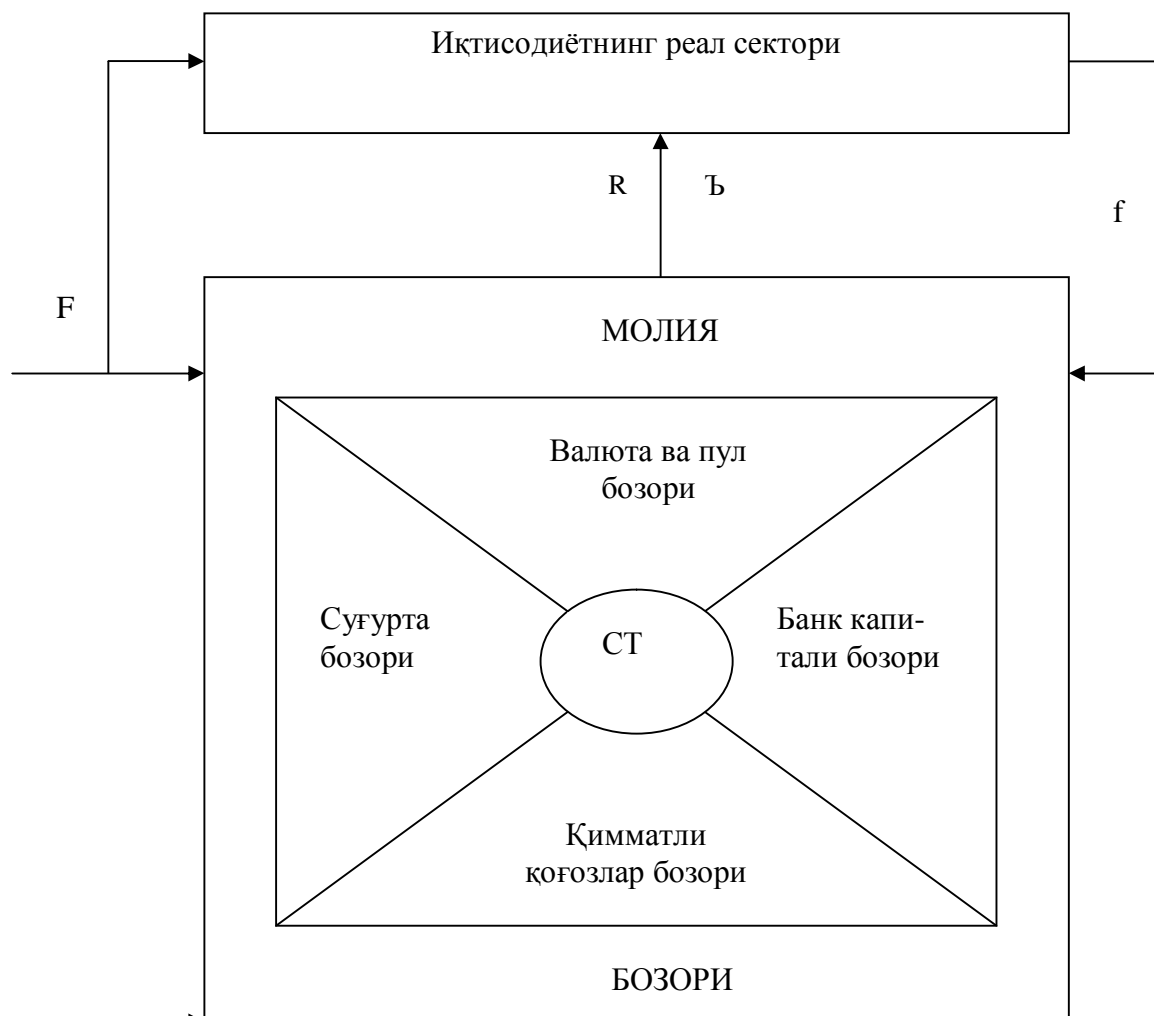 Иқтисодиётнинг реал сектори
R Ъ
f
F
МОЛИЯ
Валюта ва пул
бозори
Суғурта
бозори
СТ
Банк капи-
тали бозори
Қимматли
қоғозлар бозори
БОЗОРИ